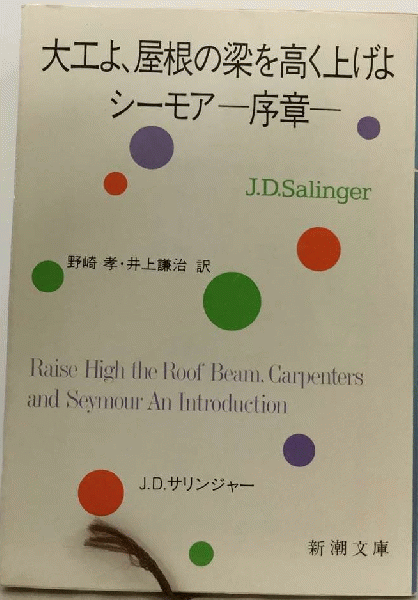 大工よ、屋根の梁を高く上げよ
シーモア―序章―
J.D.Salinger
野崎 孝・井上謙治 訳
Raise High the Roof Beam, Carpenters
and Seymour An Introduction
J.D.サリンジャー
新潮文庫